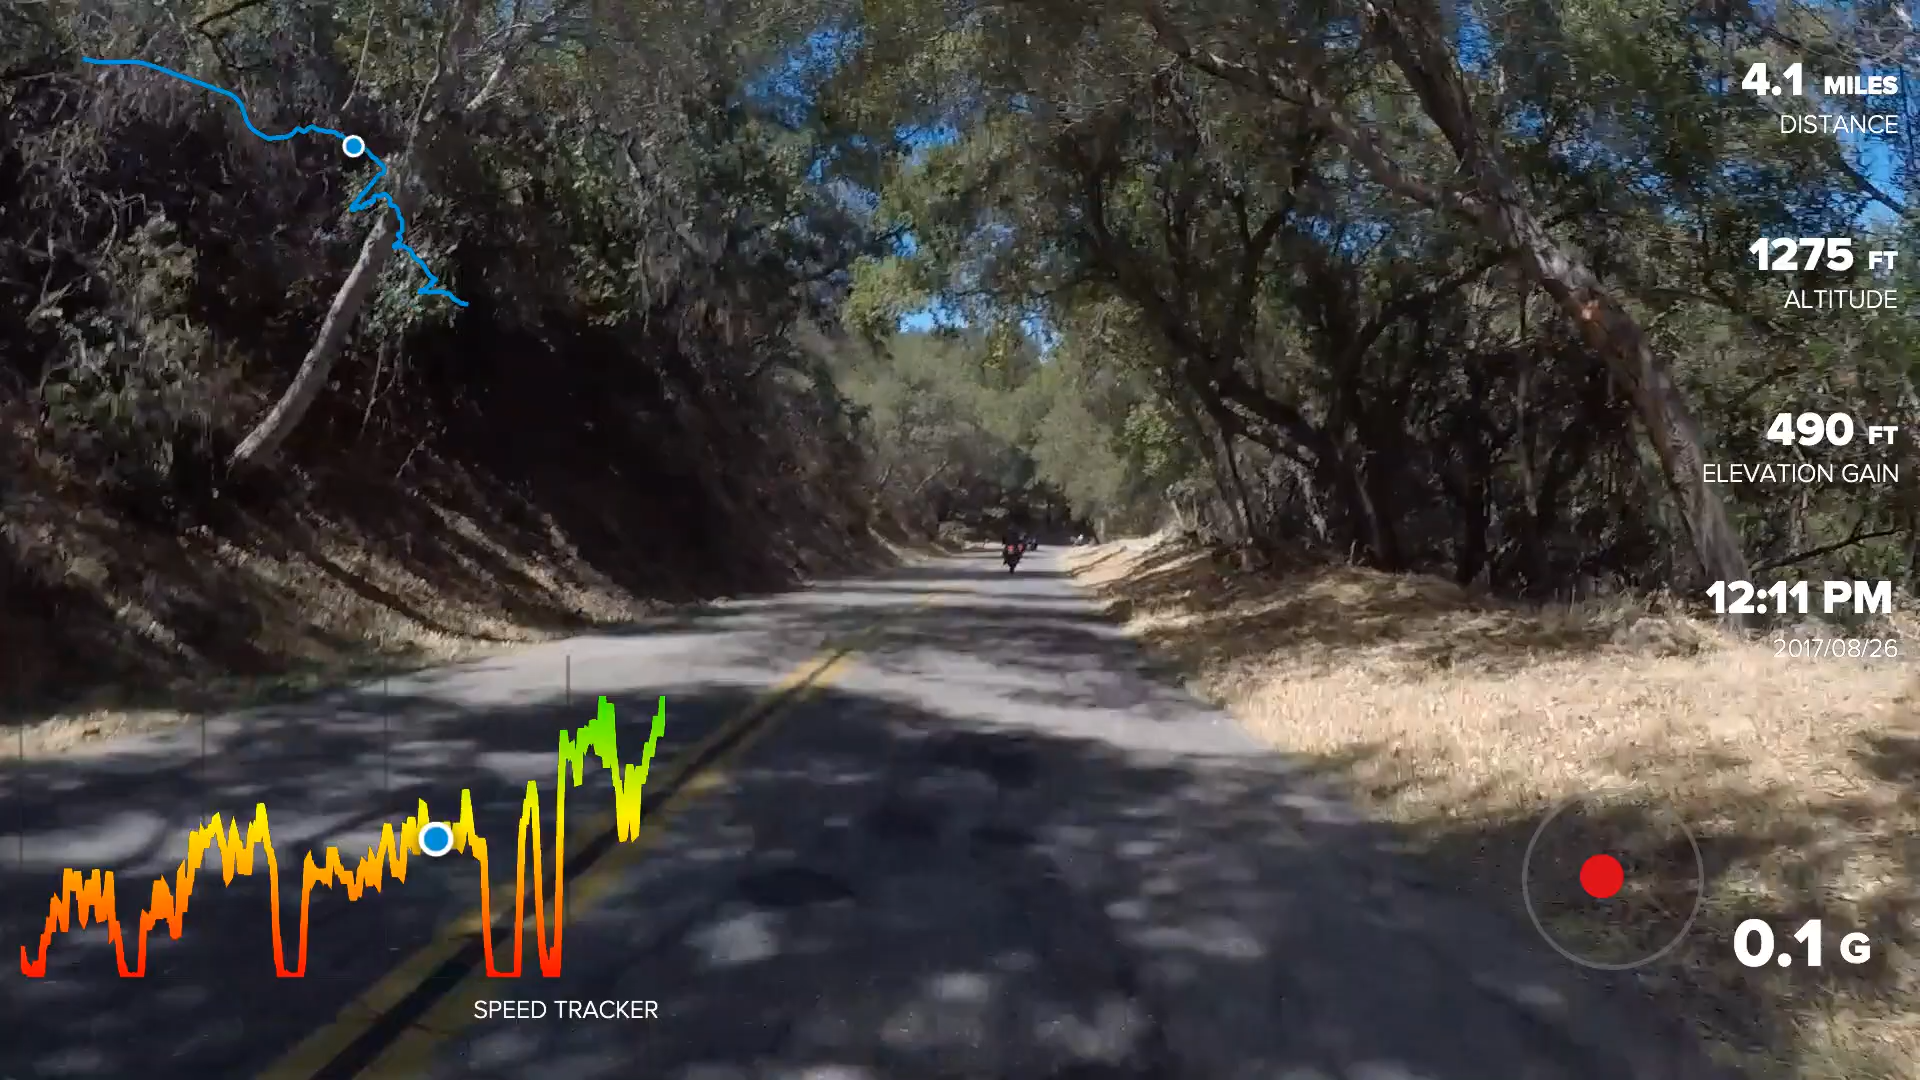 4.1 MILES
DISTANCE
1275 FT
ALTITUDE
490 FT
ELEVATION GAIN
12:11 PM
2017/08/26
0.1 G
SPEED TRACKER